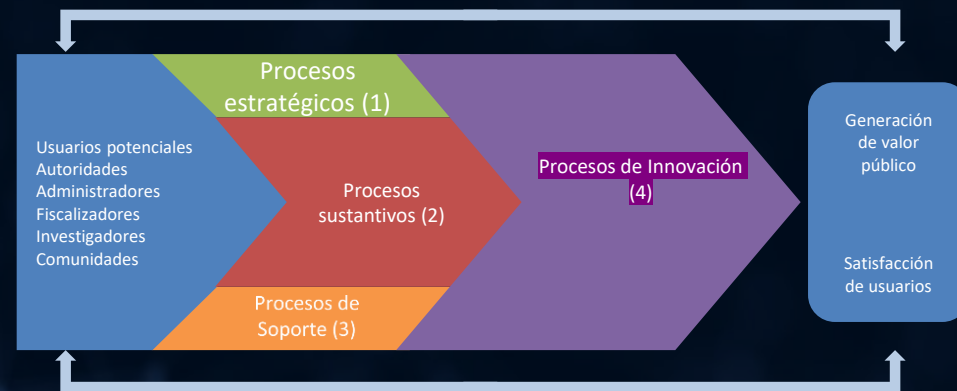 Procesos
estratégicos (1)
Usuarios potenciales
Autoridades
Administradores
Fiscalizadores
Investigadores
Comunidades
Procesos
sustantivos (2)
Procesos de
Soporte (3)
Procesos de Innovación
(4)
Generación
de valor
público
Satisfacción
de usuarios